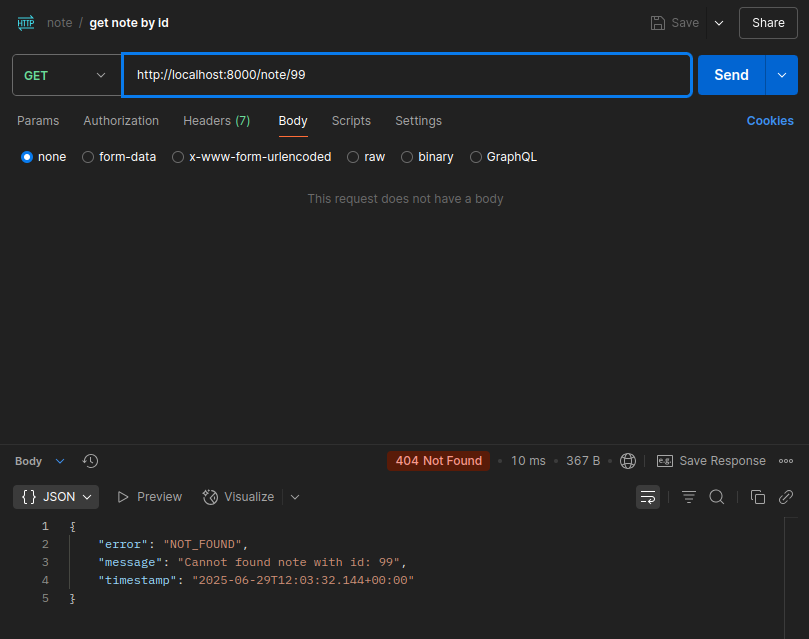 HTTP note / get note by Id Save Share
GET http://localhost:8000/note/99 Send
Params Authorization Headers (7) Body Scripts Settings Cookies
none form-data x-www-form-urlencoded raw binary GraphQL
This request does not have a body
Body 404 Not Found • 10 ms • 367 B e.g. Save Response
{} JSON Preview Visualize
1 {
2 "error": "NOT_FOUND",
3 "message": "Cannot found note with id: 99",
4 "timestamp": "2025-06-29T12:03:32.144+00:00"
5 }